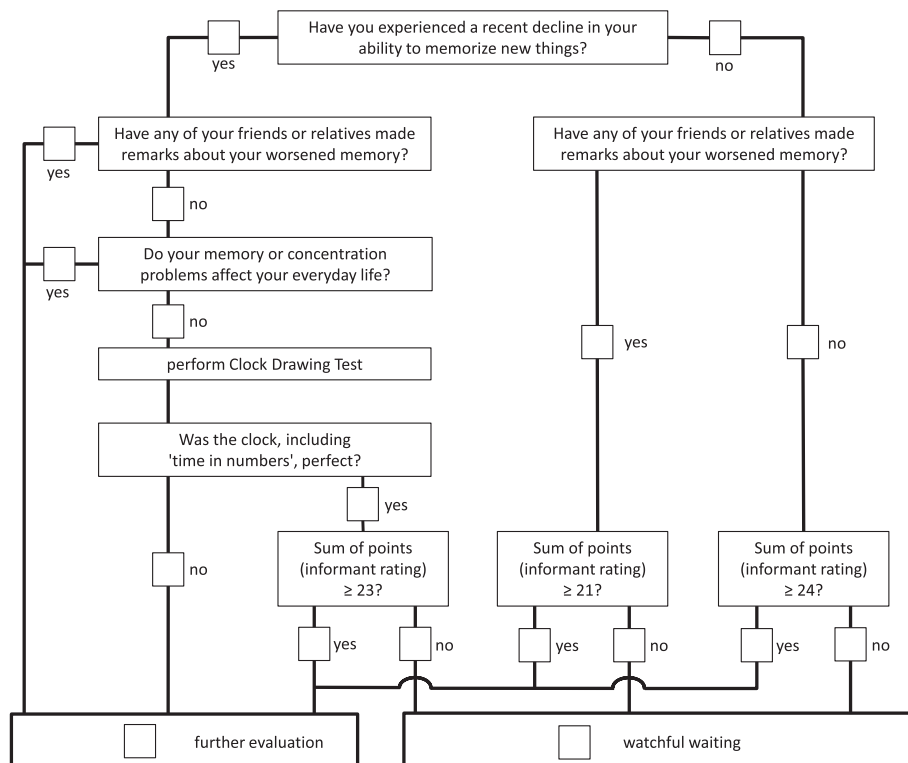 Have you experienced a recent decline in your
ability to memorize new things?
yes
no
Have any of your friends or relatives made
remarks about your worsened memory?
Have any of your friends or relatives made
remarks about your worsened memory?
yes
no
Do your memory or concentration
problems affect your everyday life?
yes
no
yes
no
perform Clock Drawing Test
Was the clock, including
'time in numbers', perfect?
yes
no
Sum of points
(informant rating)
≥ 23?
Sum of points
(informant rating)
≥ 21?
Sum of points
(informant rating)
≥ 24?
yes
no
yes
no
yes
no
further evaluation
watchful waiting